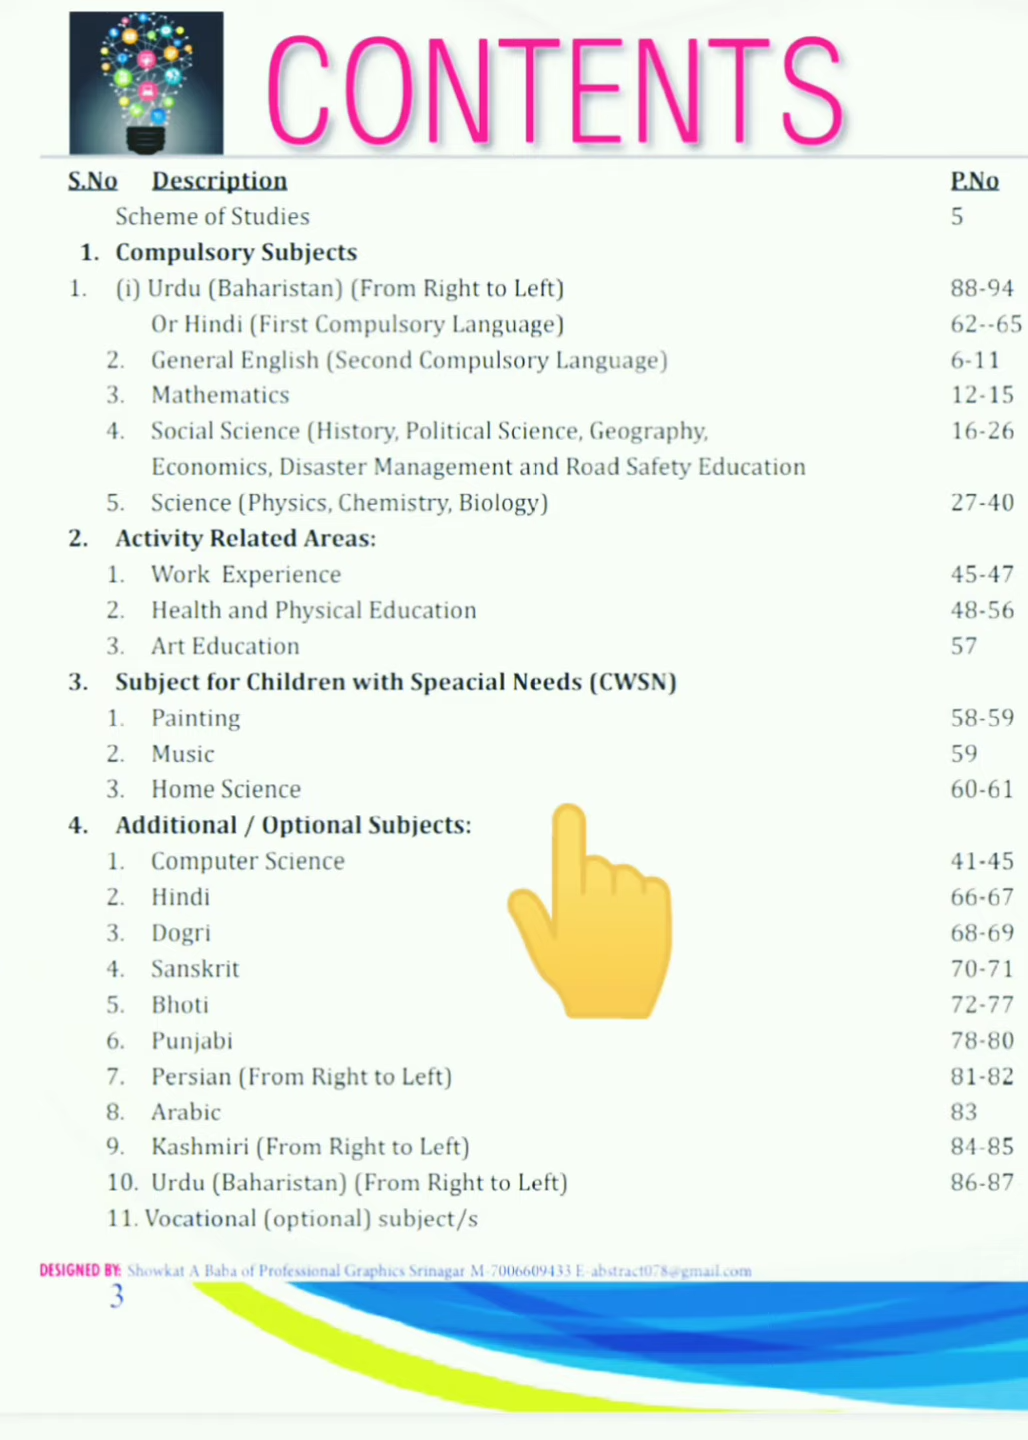 CONTENTS
S.No Description P.No
Scheme of Studies 5
1. Compulsory Subjects
1. (i) Urdu (Baharistan) (From Right to Left) 88-94
Or Hindi (First Compulsory Language) 62--65
2. General English (Second Compulsory Language) 6-11
3. Mathematics 12-15
4. Social Science (History, Political Science, Geography, 16-26
Economics, Disaster Management and Road Safety Education
5. Science (Physics, Chemistry, Biology) 27-40
2. Activity Related Areas:
1. Work Experience 45-47
2. Health and Physical Education 48-56
3. Art Education 57
3. Subject for Children with Speacial Needs (CWSN)
1. Painting 58-59
2. Music 59
3. Home Science 60-61
4. Additional / Optional Subjects:
1. Computer Science 41-45
2. Hindi 66-67
3. Dogri 68-69
4. Sanskrit 70-71
5. Bhoti 72-77
6. Punjabi 78-80
7. Persian (From Right to Left) 81-82
8. Arabic 83
9. Kashmiri (From Right to Left) 84-85
10. Urdu (Baharistan) (From Right to Left) 86-87
11. Vocational (optional) subject/s
DESIGNED BY: Showkat A Baba of Professional Graphics Srinagar M-7006609433 E-abstract078@gmail.com
3